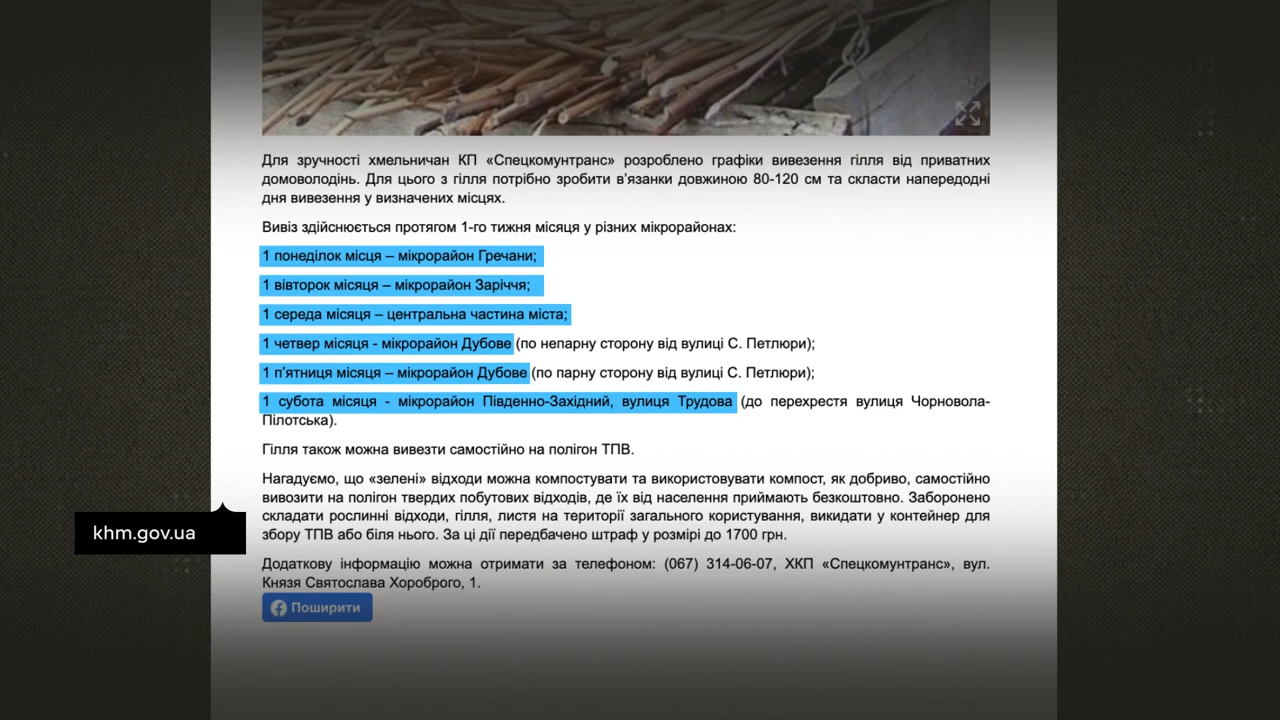 Для зручності хмельничан КП «Спецкомунтранс» розроблено графіки вивезення гілля від приватних
домоволодінь. Для цього з гілля потрібно зробити в’язанки довжиною 80-120 см та скласти напередодні
дня вивезення у визначених місцях.
Вивіз здійснюється протягом 1-го тижня місяця у різних мікрорайонах:
1 понеділок місця – мікрорайон Гречани;
1 вівторок місяця – мікрорайон Заріччя;
1 середа місяця – центральна частина міста;
1 четвер місяця - мікрорайон Дубове (по непарну сторону від вулиці С. Петлюри);
1 п’ятниця місяця – мікрорайон Дубове (по парну сторону від вулиці С. Петлюри);
1 субота місяця - мікрорайон Південно-Західний, вулиця Трудова (до перехрестя вулиця Чорновола-
Пілотська).
Гілля також можна вивезти самостійно на полігон ТПВ.
Нагадуємо, що «зелені» відходи можна компостувати та використовувати компост, як добриво, самостійно
вивозити на полігон твердих побутових відходів, де їх від населення приймають безкоштовно. Заборонено
складати рослинні відходи, гілля, листя на території загального користування, викидати у контейнер для
збору ТПВ або біля нього. За ці дії передбачено штраф у розмірі до 1700 грн.
khm.gov.ua
Додаткову інформацію можна отримати за телефоном: (067) 314-06-07, ХКП «Спецкомунтранс», вул.
Князя Святослава Хороброго, 1.
Поширити